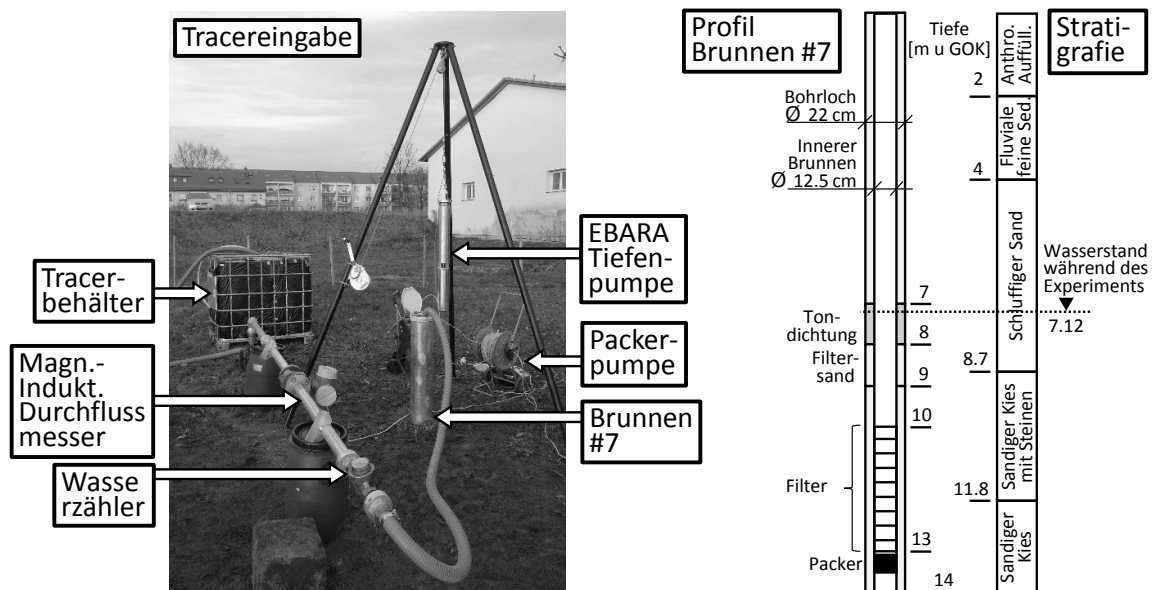 Tracereingabe
EBARA
Tiefen-
pumpe
Tracer-
behälter
Packer-
pumpe
Magn.-
Indukt.
Durchfluss
messer
Brunnen
#7
Wasse
rzähler
Profil
Brunnen #7
Tiefe
[m u GOK]
Strati-
grafie
Anthro.
Auffüll.
2
Bohrloch
Ø 22 cm
Fluviale
feine Sed.
Innerer
Brunnen
Ø 12.5 cm
4
Schluffiger Sand
Wasserstand
während des
Experiments
7
7.12
Ton-
dichtung
8
Filter-
sand
8.7
9
10
Sandiger Kies
mit Steinen
Filter
11.8
13
Sandiger
Kies
Packer
14